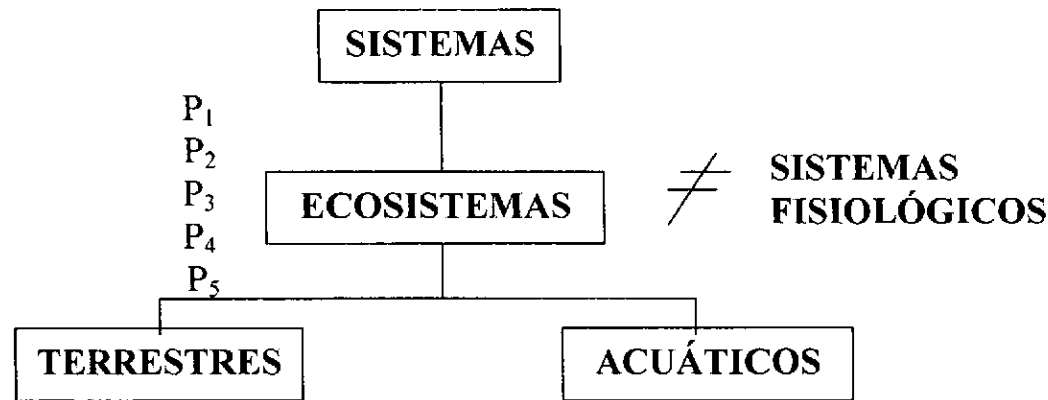 SISTEMAS
P₁
P₂
P₃
P₄
P₅
ECOSISTEMAS
≠
SISTEMAS
FISIOLÓGICOS
TERRESTRES
ACUÁTICOS